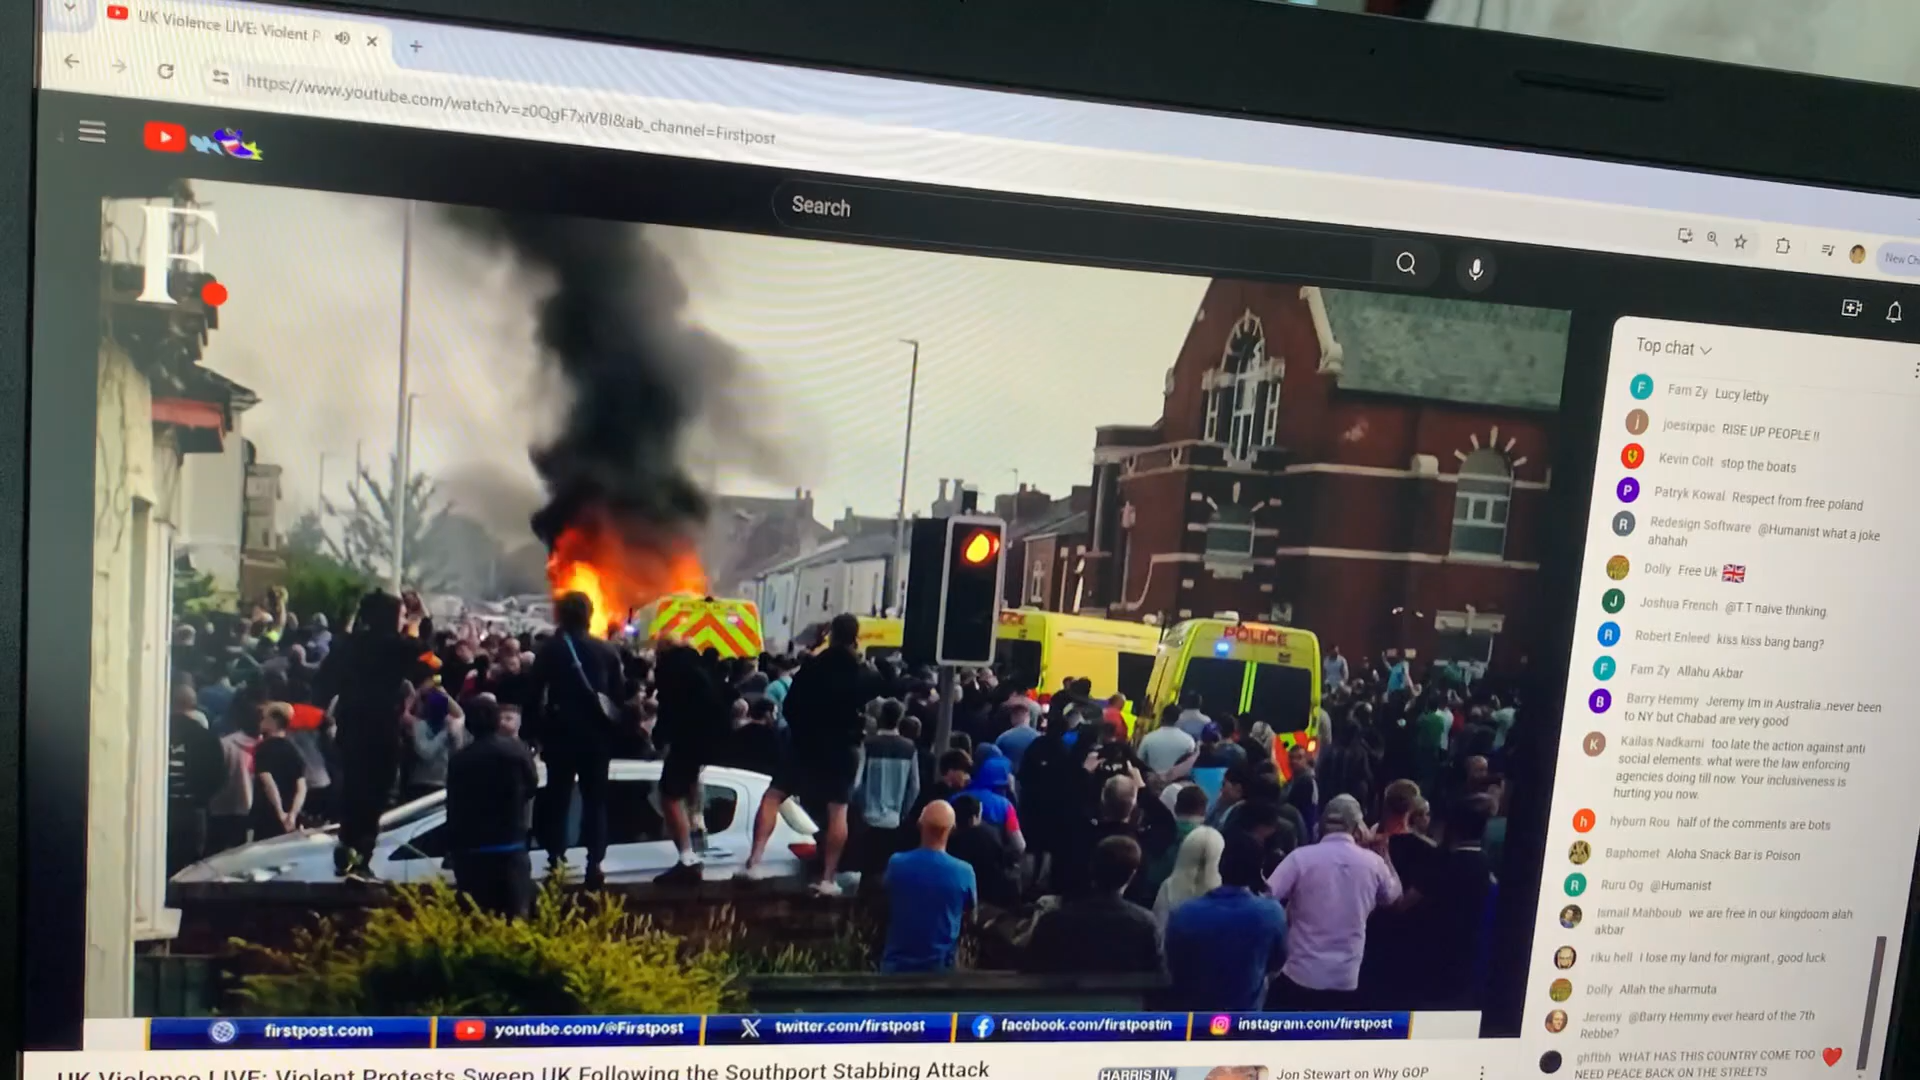 UK Violence LIVE: Violent P
https://www.youtube.com/watch?v=z0QgF7xiVBI&ab_channel=Firstpost
New Ch
Search
F
POLICE
Top chat
F Fam Zy Lucy letby
j joesixpac RISE UP PEOPLE !!
Kevin Colt stop the boats
P Patryk Kowal Respect from free poland
R Redesign Software @Humanist what a joke
ahahah
Dolly Free Uk 🇬🇧
J Joshua French @T T naive thinking.
R Robert Enleed kiss kiss bang bang?
F Fam Zy Allahu Akbar
B Barry Hemmy Jeremy Im in Australia..never been
to NY but Chabad are very good
K Kailas Nadkarni too late the action against anti
social elements. what were the law enforcing
agencies doing till now. Your inclusiveness is
hurting you now.
h hyburn Rou half of the comments are bots
Baphomet Aloha Snack Bar is Poison
R Ruru Og @Humanist
Ismail Mahboub we are free in our kingdoom alah
akbar
riku hell I lose my land for migrant , good luck
Dolly Allah the sharmuta
Jeremy @Barry Hemmy ever heard of the 7th
Rebbe?
ghftbh WHAT HAS THIS COUNTRY COME TOO ❤️
NEED PEACE BACK ON THE STREETS
firstpost.com
youtube.com/@Firstpost
twitter.com/firstpost
facebook.com/firstpostin
instagram.com/firstpost
UK Violence LIVE: Violent Protests Sweep UK Following the Southport Stabbing Attack
HARRIS IN,
Jon Stewart on Why GOP